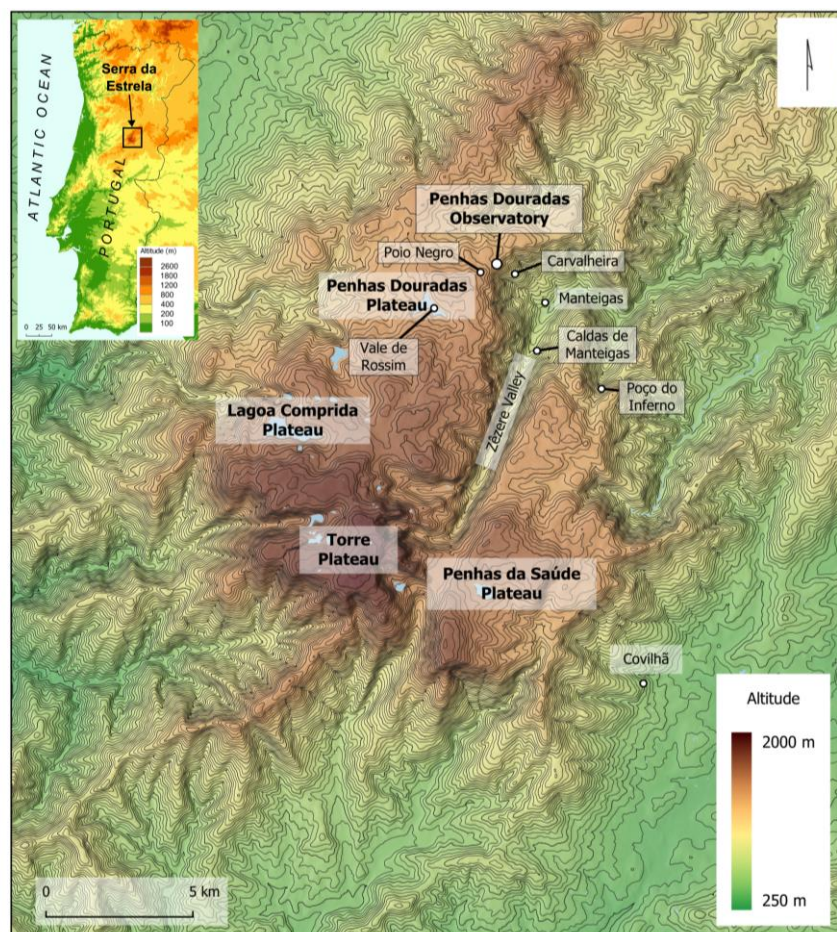 ATLANTIC OCEAN
Serra da
Estrela
PORTUGAL
Altitude (m)
2600
1800
1200
800
400
200
100
0 25 50 km
Penhas Douradas
Observatory
Poio Negro
Carvalheira
Penhas Douradas
Plateau
Manteigas
Vale de
Rossim
Caldas de
Manteigas
Poço do
Inferno
Zêzere Valley
Lagoa Comprida
Plateau
Torre
Plateau
Penhas da Saúde
Plateau
Covilhã
Altitude
2000 m
250 m
0 5 km